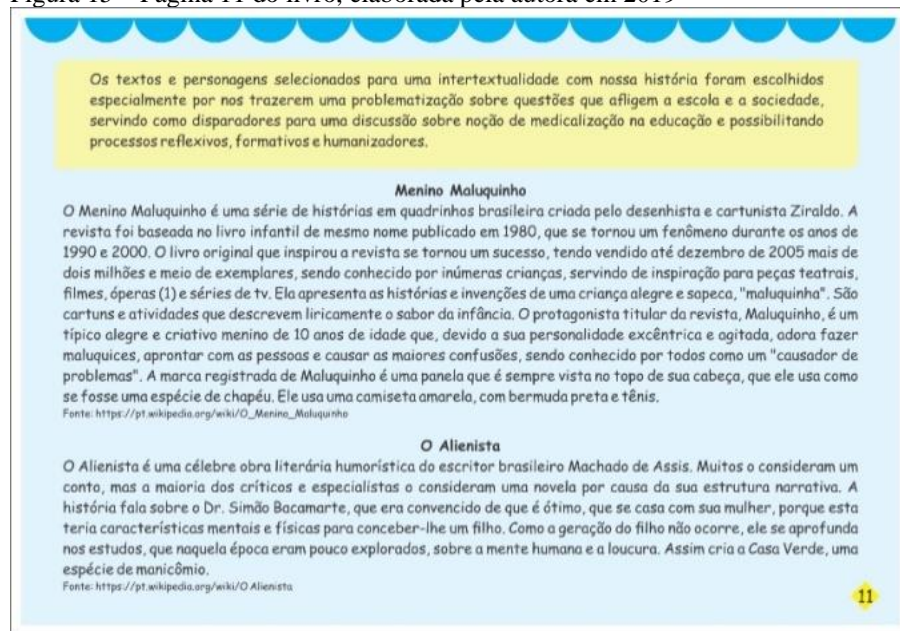 Figura 13 – Página 11 do livro, elaborada pela autora em 2019
Os textos e personagens selecionados para uma intertextualidade com nossa história foram escolhidos
especialmente por nos trazerem uma problematização sobre questões que afligem a escola e a sociedade,
servindo como disparadores para uma discussão sobre noção de medicalização na educação e possibilitando
processos reflexivos, formativos e humanizadores.
Menino Maluquinho
O Menino Maluquinho é uma série de histórias em quadrinhos brasileira criada pelo desenhista e cartunista Ziraldo. A
revista foi baseada no livro infantil de mesmo nome publicado em 1980, que se tornou um fenômeno durante os anos de
1990 e 2000. O livro original que inspirou a revista se tornou um sucesso, tendo vendido até dezembro de 2005 mais de
dois milhões e meio de exemplares, sendo conhecido por inúmeras crianças, servindo de inspiração para peças teatrais,
filmes, óperas (1) e séries de tv. Ela apresenta as histórias e invenções de uma criança alegre e sapeca, "maluquinha". São
cartuns e atividades que descrevem liricamente o sabor da infância. O protagonista titular da revista, Maluquinho, é um
típico alegre e criativo menino de 10 anos de idade que, devido a sua personalidade excêntrica e agitada, adora fazer
maluquices, aprontar com as pessoas e causar as maiores confusões, sendo conhecido por todos como um "causador de
problemas". A marca registrada de Maluquinho é uma panela que é sempre vista no topo de sua cabeça, que ele usa como
se fosse uma espécie de chapéu. Ele usa uma camiseta amarela, com bermuda preta e tênis.
Fonte: https://pt.wikipedia.org/wiki/O_Menino_Maluquinho
O Alienista
O Alienista é uma célebre obra literária humorística do escritor brasileiro Machado de Assis. Muitos o consideram um
conto, mas a maioria dos críticos e especialistas o consideram uma novela por causa da sua estrutura narrativa. A
história fala sobre o Dr. Simão Bacamarte, que era convencido de que é ótimo, que se casa com sua mulher, porque esta
teria características mentais e físicas para conceber-lhe um filho. Como a geração do filho não ocorre, ele se aprofunda
nos estudos, que naquela época eram pouco explorados, sobre a mente humana e a loucura. Assim cria a Casa Verde, uma
espécie de manicômio.
Fonte: https://pt.wikipedia.org/wiki/O Alienista
11